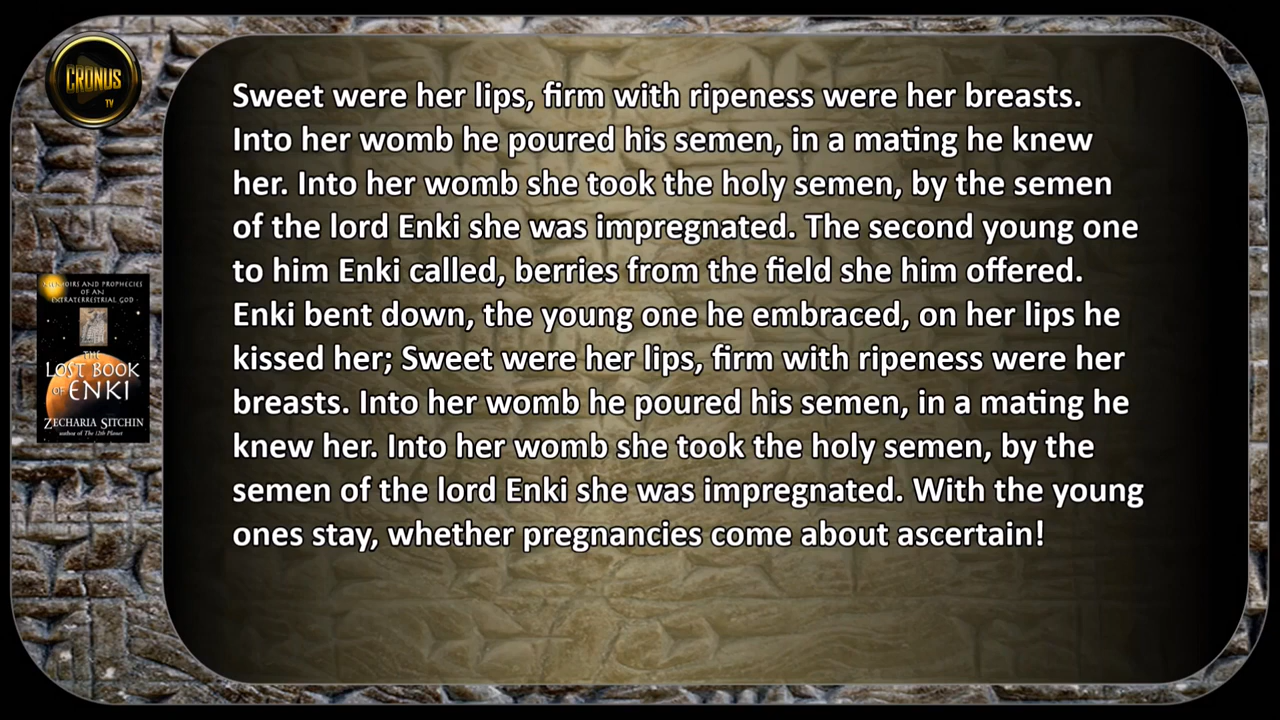 CRONUS
TV
Sweet were her lips, firm with ripeness were her breasts.
Into her womb he poured his semen, in a mating he knew
her. Into her womb she took the holy semen, by the semen
of the lord Enki she was impregnated. The second young one
to him Enki called, berries from the field she him offered.
Enki bent down, the young one he embraced, on her lips he
kissed her; Sweet were her lips, firm with ripeness were her
breasts. Into her womb he poured his semen, in a mating he
knew her. Into her womb she took the holy semen, by the
semen of the lord Enki she was impregnated. With the young
ones stay, whether pregnancies come about ascertain!
MEMOIRS AND PROPHECIES
OF AN
EXTRATERRESTRIAL GOD
THE
LOST BOOK
OF ENKI
ZECHARIA SITCHIN
author of The 12th Planet